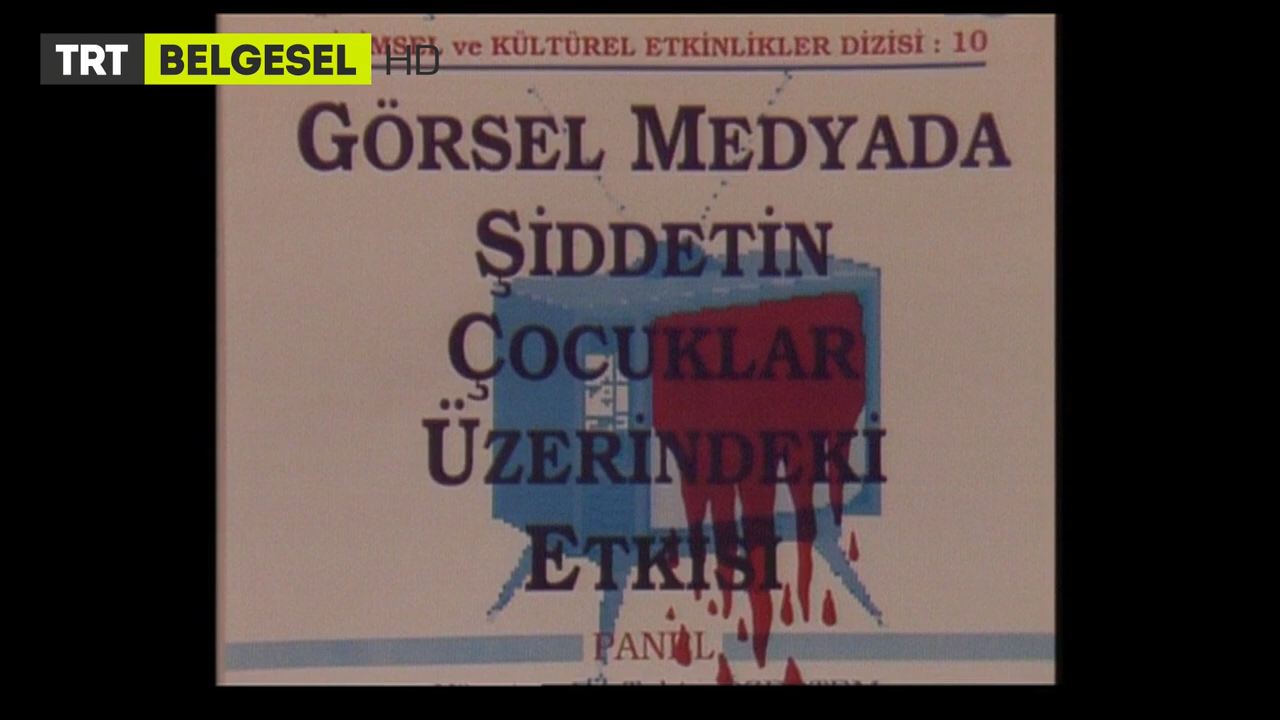 TRT BELGESEL HD
MSEL ve KÜLTÜREL ETKİNLİKLER DİZİSİ : 10
GÖRSEL MEDYADA
ŞİDDETİN
ÇOCUKLAR
ÜZERİNDEKİ
ETKİSİ
PANEL